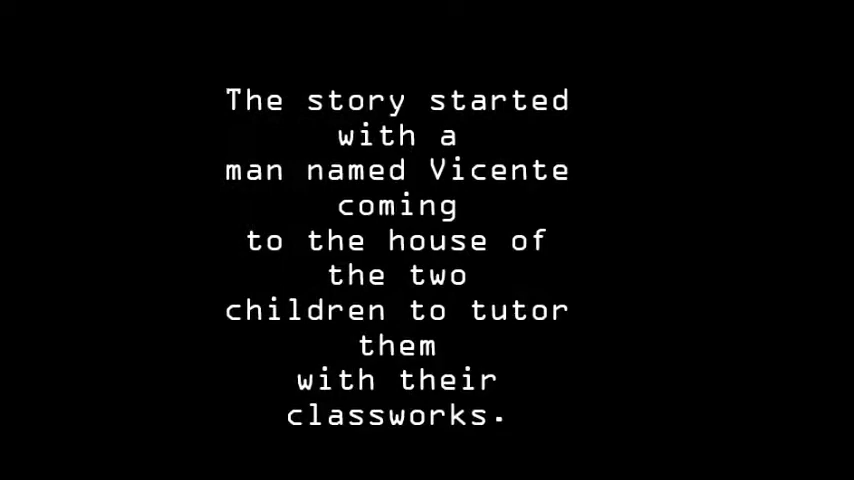 The story started
with a
man named Vicente
coming
to the house of
the two
children to tutor
them
with their
classworks.